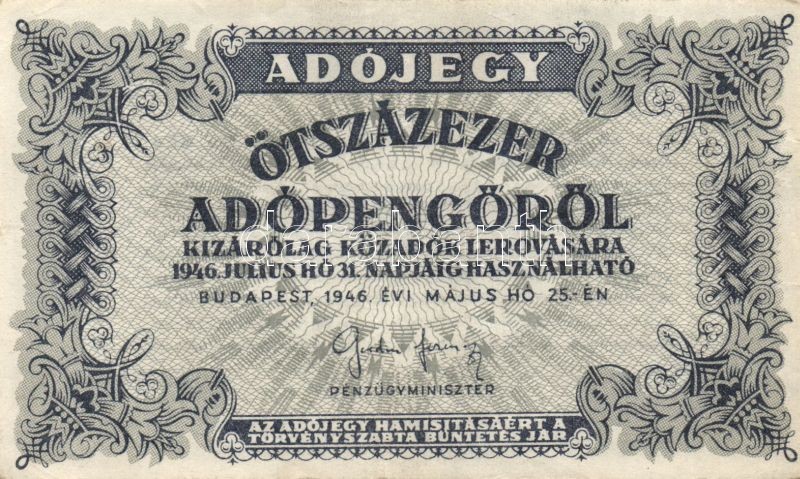 ADÓJEGY
ÖTSZÁZEZER
ADÓPENGŐRŐL
KIZÁRÓLAG KÖZADÓK LEROVÁSÁRA
1946. JULIUS HÓ 31. NAPJÁIG HASZNÁLHATÓ
BUDAPEST, 1946. ÉVI MÁJUS HÓ 25.-ÉN
PÉNZÜGYMINISZTER
AZ ADÓJEGY HAMISÍTÁSÁÉRT A
TÖRVÉNYSZABTA BÜNTETÉS JÁR